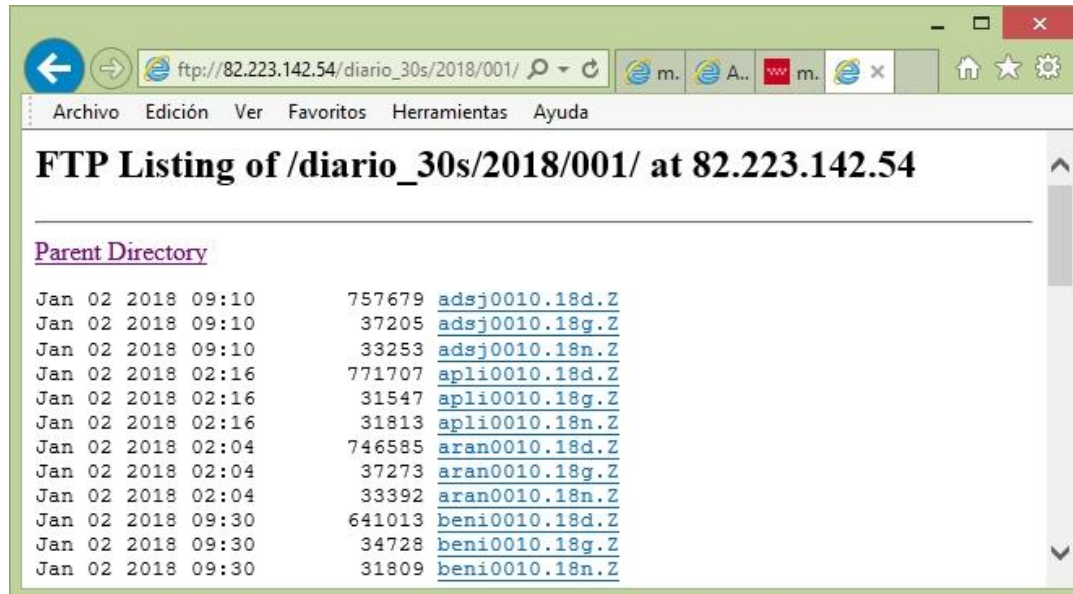 ftp://82.223.142.54/diario_30s/2018/001/
m.
A..
m.
Archivo Edición Ver Favoritos Herramientas Ayuda
FTP Listing of /diario_30s/2018/001/ at 82.223.142.54
Parent Directory
Jan 02 2018 09:10 757679 adsj0010.18d.Z
Jan 02 2018 09:10 37205 adsj0010.18g.Z
Jan 02 2018 09:10 33253 adsj0010.18n.Z
Jan 02 2018 02:16 771707 apli0010.18d.Z
Jan 02 2018 02:16 31547 apli0010.18g.Z
Jan 02 2018 02:16 31813 apli0010.18n.Z
Jan 02 2018 02:04 746585 aran0010.18d.Z
Jan 02 2018 02:04 37273 aran0010.18g.Z
Jan 02 2018 02:04 33392 aran0010.18n.Z
Jan 02 2018 09:30 641013 beni0010.18d.Z
Jan 02 2018 09:30 34728 beni0010.18g.Z
Jan 02 2018 09:30 31809 beni0010.18n.Z